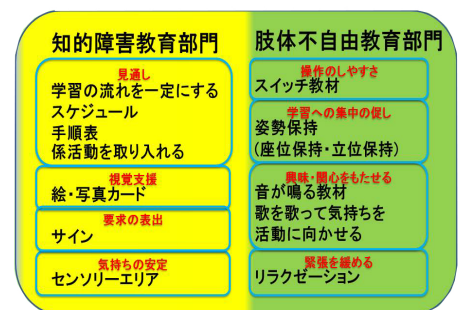 知的障害教育部門
見通し
学習の流れを一定にする
スケジュール
手順表
係活動を取り入れる
視覚支援
絵・写真カード
要求の表出
サイン
気持ちの安定
センソリーエリア
肢体不自由教育部門
操作のしやすさ
スイッチ教材
学習への集中の促し
姿勢保持
(座位保持・立位保持)
興味・関心をもたせる
音が鳴る教材
歌を歌って気持ちを
活動に向かせる
緊張を緩める
リラクゼーション